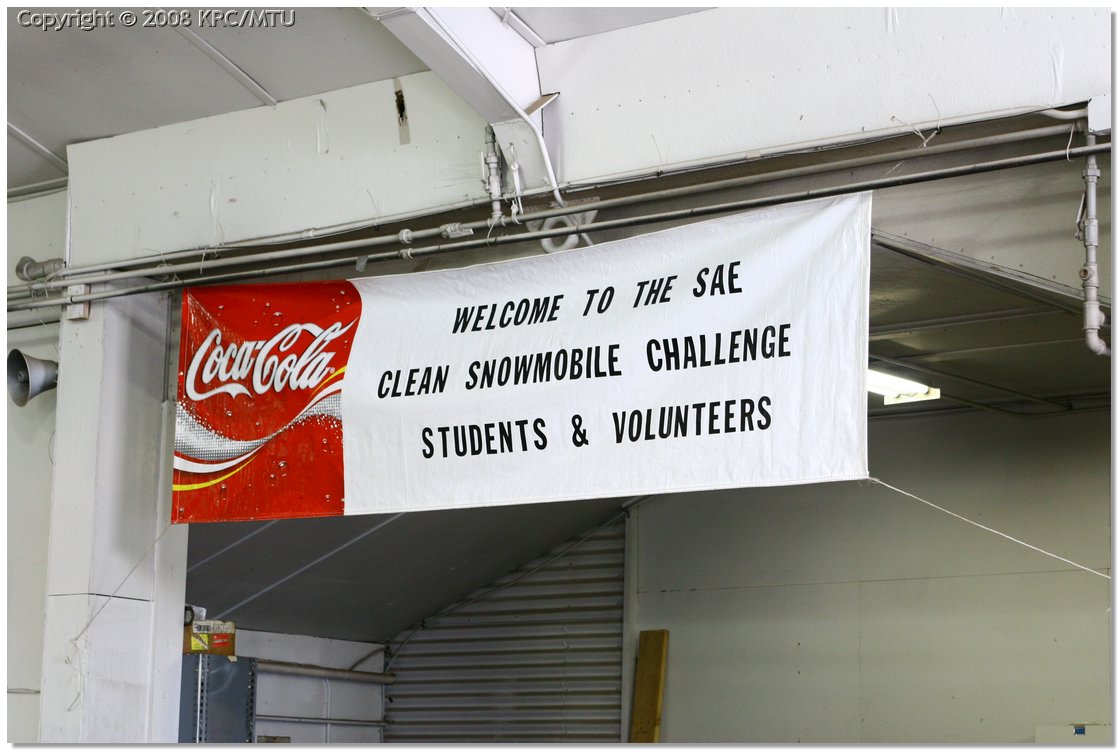 Copyright © 2008 KRC/MTU
Coca-Cola
WELCOME TO THE SAE
CLEAN SNOWMOBILE CHALLENGE
STUDENTS & VOLUNTEERS